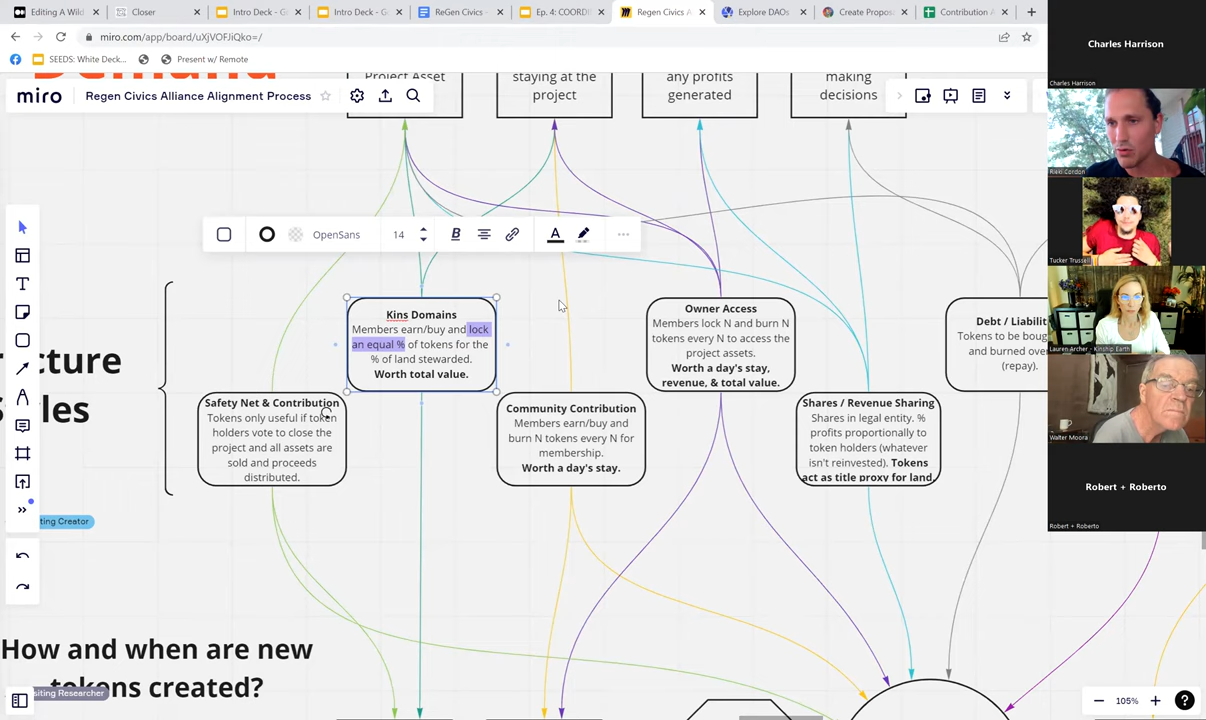 Editing A Wild
Closer
Intro Deck - G
Intro Deck - G
ReGen Civics
Ep. 4: COORDI
Regen Civics A
Explore DAOs
Create Propos
Contribution A
miro.com/app/board/uXjVOFJiQko=/
SEEDS: White Deck...
Present w/ Remote
miro
Regen Civics Alliance Alignment Process
Demand
Project Asset
staying at the
project
any profits
generated
making
decisions
OpenSans
14
Kins Domains
Members earn/buy and lock
an equal % of tokens for the
% of land stewarded.
Worth total value.
Owner Access
Members lock N and burn N
tokens every N to access the
project assets.
Worth a day's stay,
revenue, & total value.
Debt / Liabilit
Tokens to be boug
and burned over
(repay).
cture
les
Safety Net & Contribution
Tokens only useful if token
holders vote to close the
project and all assets are
sold and proceeds
distributed.
Community Contribution
Members earn/buy and
burn N tokens every N for
membership.
Worth a day's stay.
Shares / Revenue Sharing
Shares in legal entity. %
profits proportionally to
token holders (whatever
isn't reinvested). Tokens
act as title proxy for land.
iting Creator
How and when are new
tokens created?
siting Researcher
105%
Charles Harrison
Charles Harrison
Rieki Cordon
Tucker Trussell
Lauren Archer - Kinship Earth
Walter Moora
Robert + Roberto
Robert + Roberto